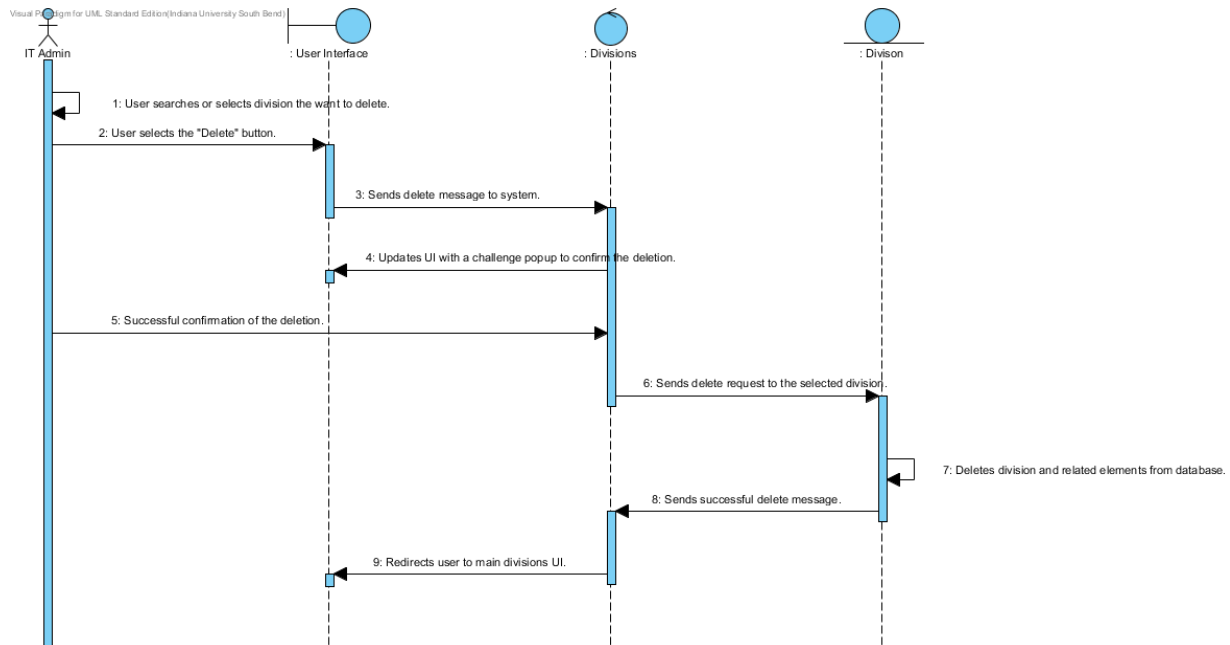 Visual Paradigm for UML Standard Edition(Indiana University South Bend)
IT Admin
: User Interface
: Divisions
: Divison
1: User searches or selects division the want to delete.
2: User selects the "Delete" button.
3: Sends delete message to system.
4: Updates UI with a challenge popup to confirm the deletion.
5: Successful confirmation of the deletion.
6: Sends delete request to the selected division.
7: Deletes division and related elements from database.
8: Sends successful delete message.
9: Redirects user to main divisions UI.